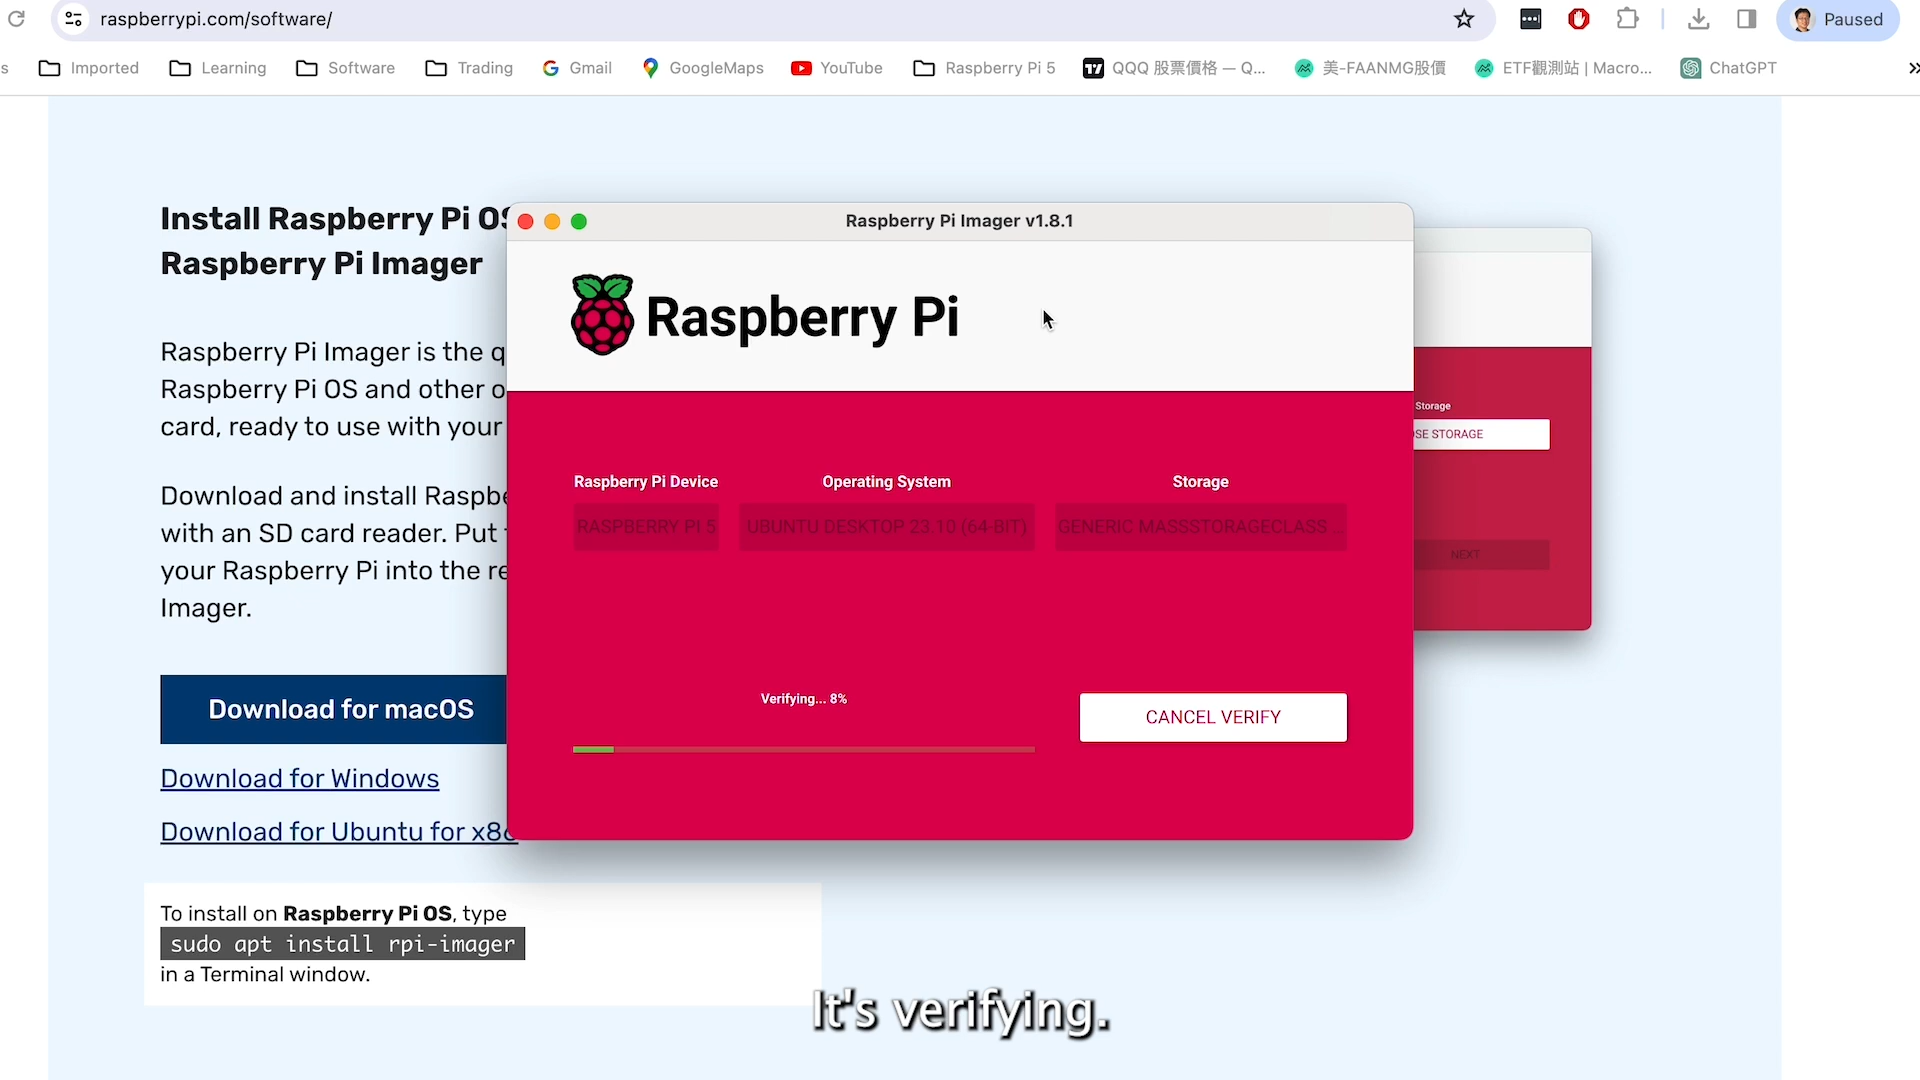 raspberrypi.com/software/
Paused
s
Imported
Learning
Software
Trading
Gmail
GoogleMaps
YouTube
Raspberry Pi 5
QQQ 股票價格 — Q...
美-FAANMG股價
ETF觀測站 | Macro...
ChatGPT
»
Install Raspberry Pi OS
Raspberry Pi Imager
Raspberry Pi Imager is the q
Raspberry Pi OS and other o
card, ready to use with your
Download and install Raspbe
with an SD card reader. Put
your Raspberry Pi into the re
Imager.
Download for macOS
Download for Windows
Download for Ubuntu for x86
To install on Raspberry Pi OS, type
sudo apt install rpi-imager
in a Terminal window.
Raspberry Pi Imager v1.8.1
Raspberry Pi
Raspberry Pi Device
Operating System
Storage
RASPBERRY PI 5
UBUNTU DESKTOP 23.10 (64-BIT)
GENERIC MASSSTORAGECLASS ...
Verifying... 8%
CANCEL VERIFY
Storage
OSE STORAGE
NEXT
It's verifying.